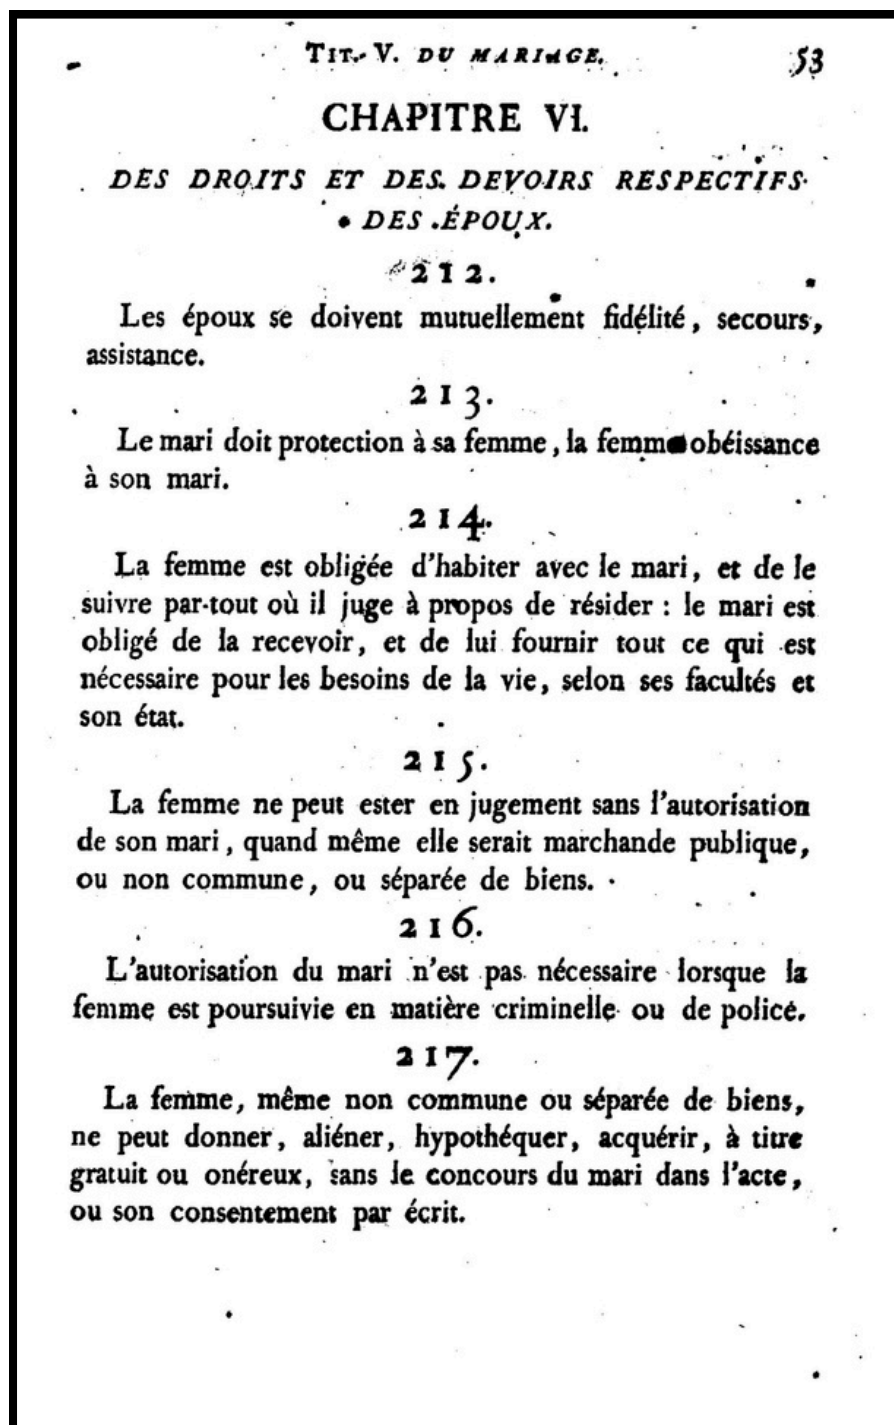 TIT. V. DU MARIAGE. 53
CHAPITRE VI.
DES DROITS ET DES DEVOIRS RESPECTIFS
DES ÉPOUX.
212.
Les époux se doivent mutuellement fidélité, secours,
assistance.
213.
Le mari doit protection à sa femme, la femme obéissance
à son mari.
214.
La femme est obligée d'habiter avec le mari, et de le
suivre par-tout où il juge à propos de résider : le mari est
obligé de la recevoir, et de lui fournir tout ce qui est
nécessaire pour les besoins de la vie, selon ses facultés et
son état.
215.
La femme ne peut ester en jugement sans l'autorisation
de son mari, quand même elle serait marchande publique,
ou non commune, ou séparée de biens.
216.
L'autorisation du mari n'est pas nécessaire lorsque la
femme est poursuivie en matière criminelle ou de police.
217.
La femme, même non commune ou séparée de biens,
ne peut donner, aliéner, hypothéquer, acquérir, à titre
gratuit ou onéreux, sans le concours du mari dans l'acte,
ou son consentement par écrit.